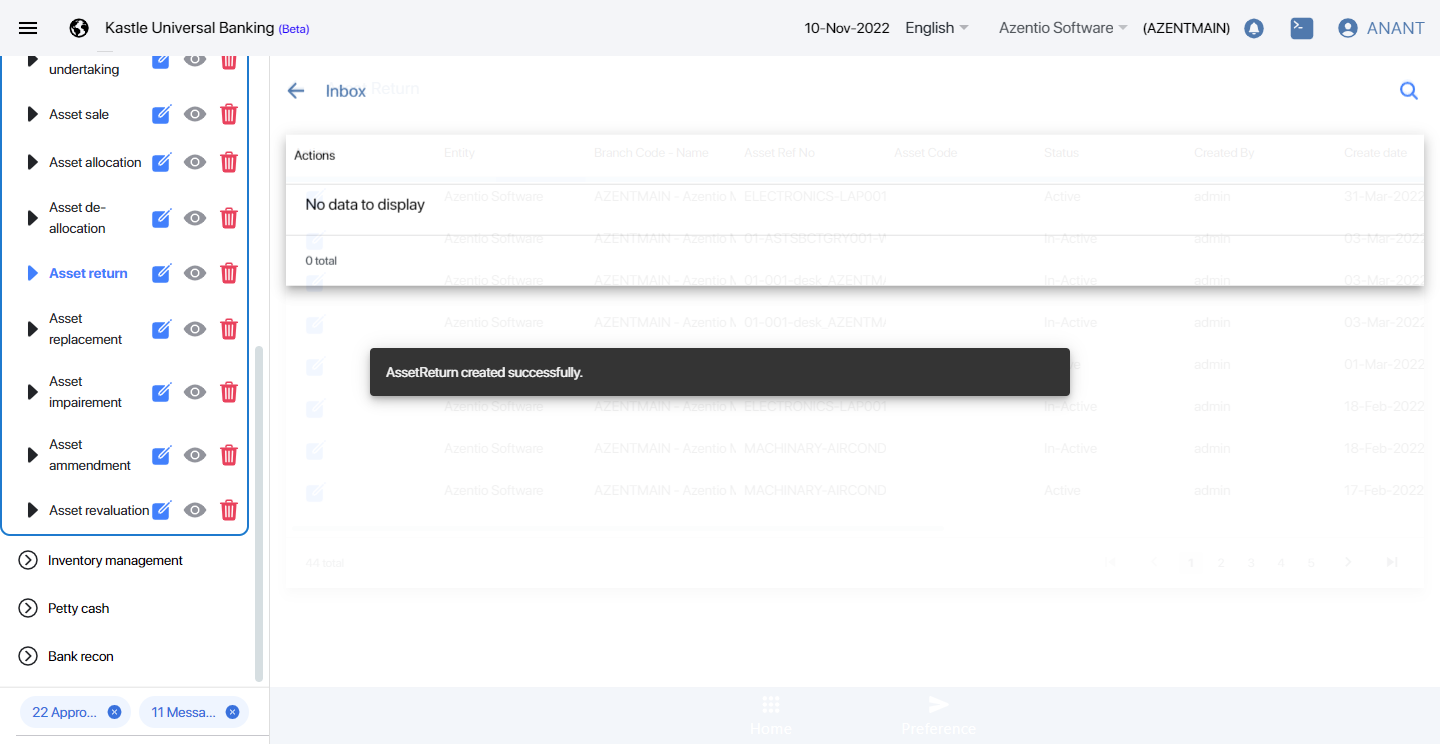 Kastle Universal Banking (Beta)
10-Nov-2022 English Azentio Software (AZENTMAIN) ANANT
undertaking
Asset sale
Asset allocation
Asset de-
allocation
Asset return
Asset
replacement
Asset
impairement
Asset
ammendment
Asset revaluation
Inventory management
Petty cash
Bank recon
22 Appro...
11 Messa...
Inbox Return
Actions Entity Branch Code - Name Asset Ref No Asset Code Status Created By Create date
Azentio Software AZENTMAIN - Azentio M ELECTRONICS-LAP001 Active admin 31-Mar-2022
No data to display
Azentio Software AZENTMAIN - Azentio M 01-ASTSBCTGRY001-V In-Active admin 03-Mar-2022
0 total
Azentio Software AZENTMAIN - Azentio M 01-001-desk_AZENTMA In-Active admin 03-Mar-2022
Azentio Software AZENTMAIN - Azentio M 01-001-desk_AZENTMA In-Active admin 03-Mar-2022
AssetReturn created successfully.
admin 01-Mar-2022
Azentio Software AZENTMAIN - Azentio M ELECTRONICS-LAP001 In-Active admin 18-Feb-2022
Azentio Software AZENTMAIN - Azentio M MACHINARY-AIRCOND In-Active admin 18-Feb-2022
Azentio Software AZENTMAIN - Azentio M MACHINARY-AIRCOND Active admin 17-Feb-2022
44 total
1 2 3 4 5
Home Preference